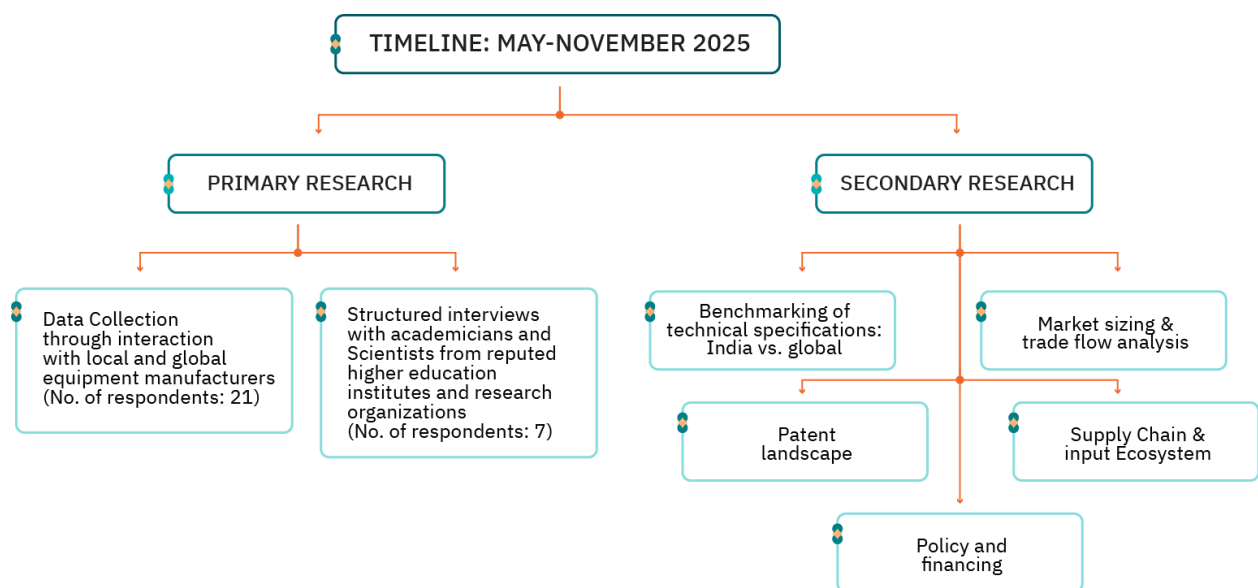 TIMELINE: MAY-NOVEMBER 2025
PRIMARY RESEARCH
SECONDARY RESEARCH
Data Collection
through interaction
with local and global
equipment manufacturers
(No. of respondents: 21)
Structured interviews
with academicians and
Scientists from reputed
higher education
institutes and research
organizations
(No. of respondents: 7)
Benchmarking of
technical specifications:
India vs. global
Market sizing &
trade flow analysis
Patent
landscape
Supply Chain &
input Ecosystem
Policy and
financing